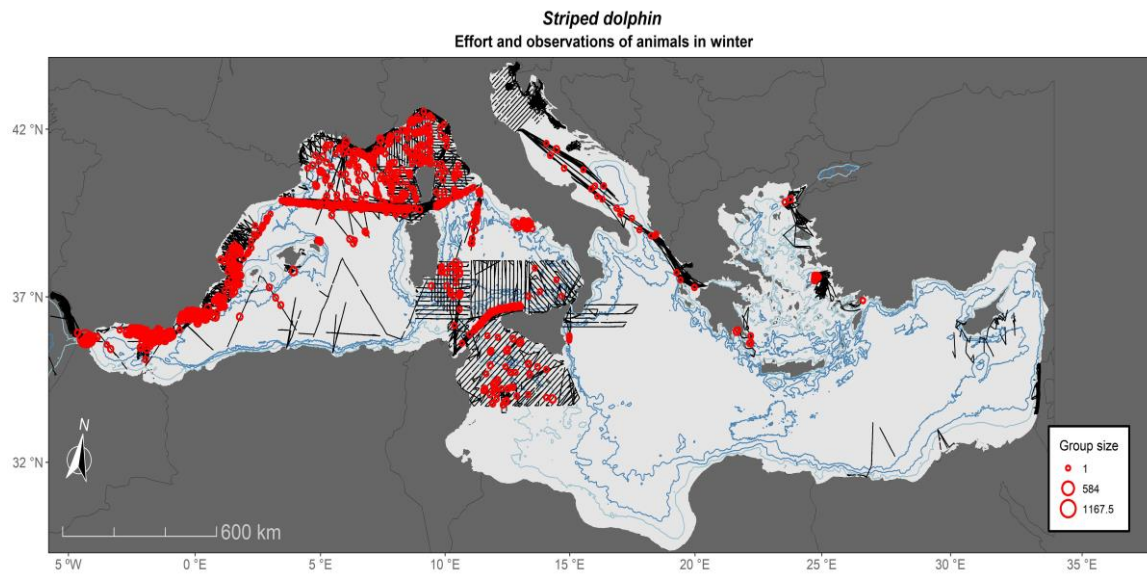 Striped dolphin
Effort and observations of animals in winter
42 °N
37 °N
32 °N
N
600 km
Group size
1
584
1167.5
5 °W
0 °E
5 °E
10 °E
15 °E
20 °E
25 °E
30 °E
35 °E